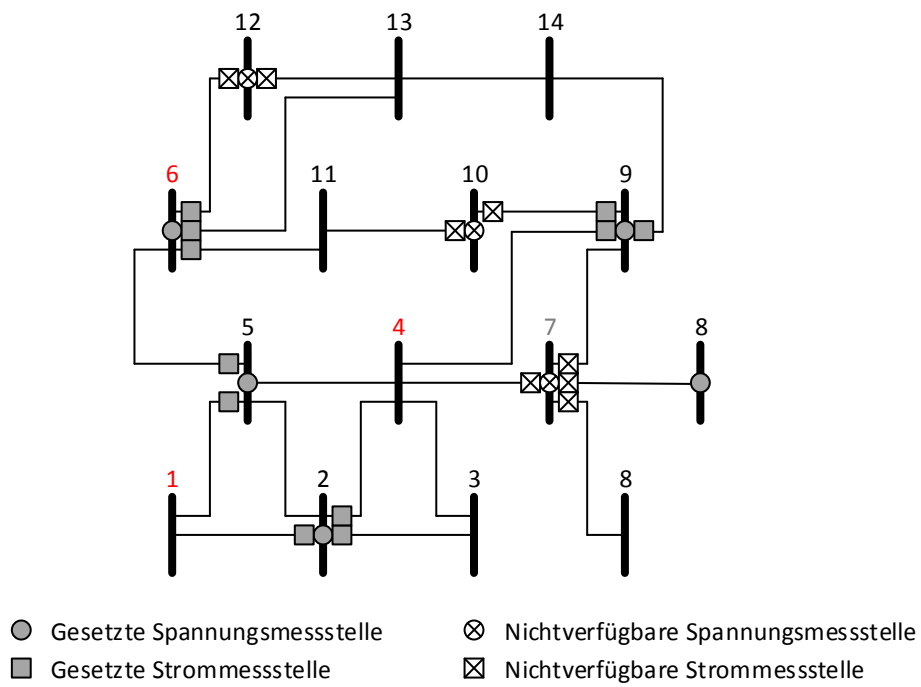 12 13 14
6 11 10 9
5 4 7 8
1 2 3 8
Gesetzte Spannungsmessstelle
Nichtverfügbare Spannungsmessstelle
Gesetzte Strommessstelle
Nichtverfügbare Strommessstelle